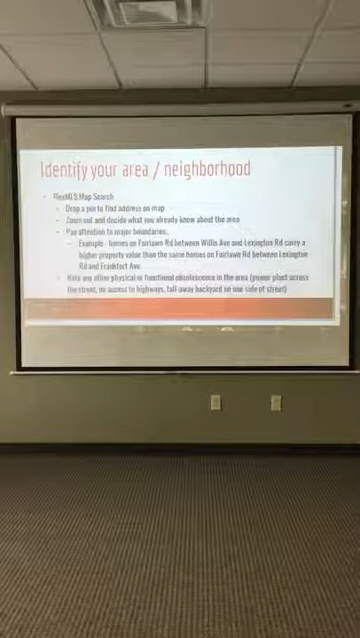 Identify your area / neighborhood
FlexMLS Map Search
Drop a pin to find address on map
Zoom out and decide what you already know about the area
Pay attention to major boundaries.
Example - homes on Fairlawn Rd between Willis Ave and Lexington Rd carry a
higher property value than the same homes on Fairlawn Rd between Lexington
Rd and Frankfort Ave
Note any other physical or functional obsolescence in the area (power plant across
the street, no access to highways, fall-away backyard on one side of street)